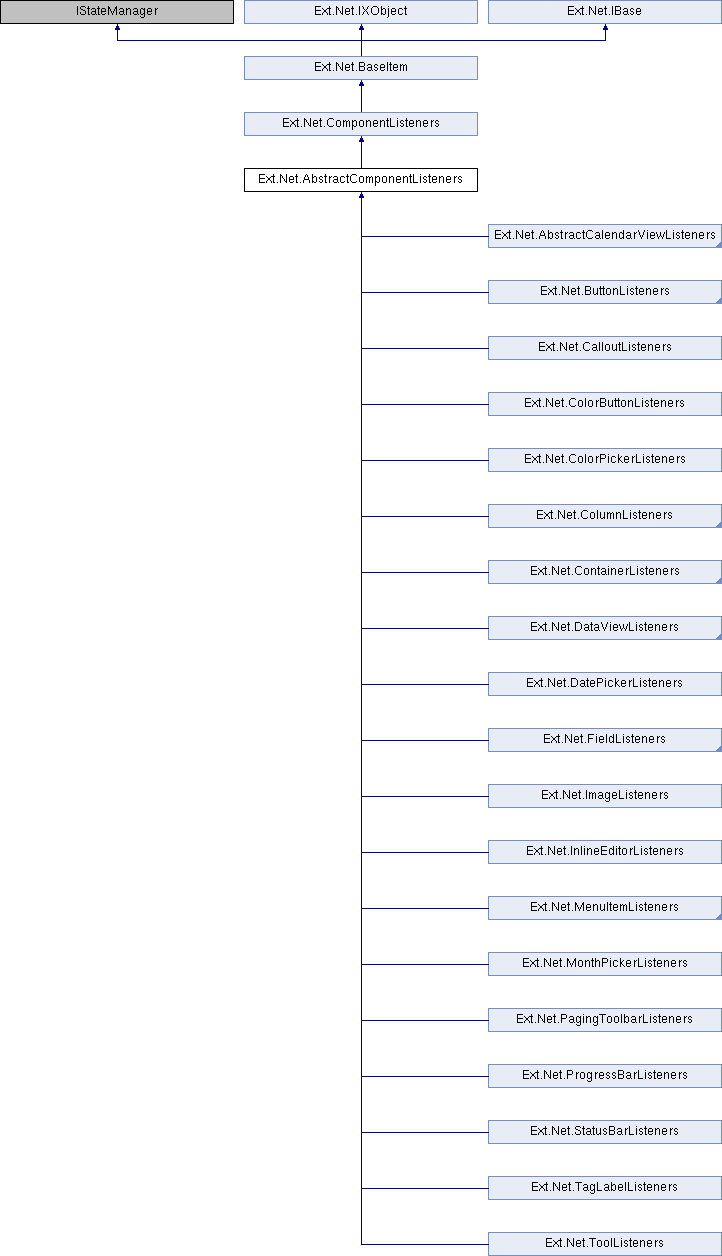 IStateManager
Ext.Net.IXObject
Ext.Net.IBase
Ext.Net.BaseItem
Ext.Net.ComponentListeners
Ext.Net.AbstractComponentListeners
Ext.Net.AbstractCalendarViewListeners
Ext.Net.ButtonListeners
Ext.Net.CalloutListeners
Ext.Net.ColorButtonListeners
Ext.Net.ColorPickerListeners
Ext.Net.ColumnListeners
Ext.Net.ContainerListeners
Ext.Net.DataViewListeners
Ext.Net.DatePickerListeners
Ext.Net.FieldListeners
Ext.Net.ImageListeners
Ext.Net.InlineEditorListeners
Ext.Net.MenuItemListeners
Ext.Net.MonthPickerListeners
Ext.Net.PagingToolbarListeners
Ext.Net.ProgressBarListeners
Ext.Net.StatusBarListeners
Ext.Net.TagLabelListeners
Ext.Net.ToolListeners